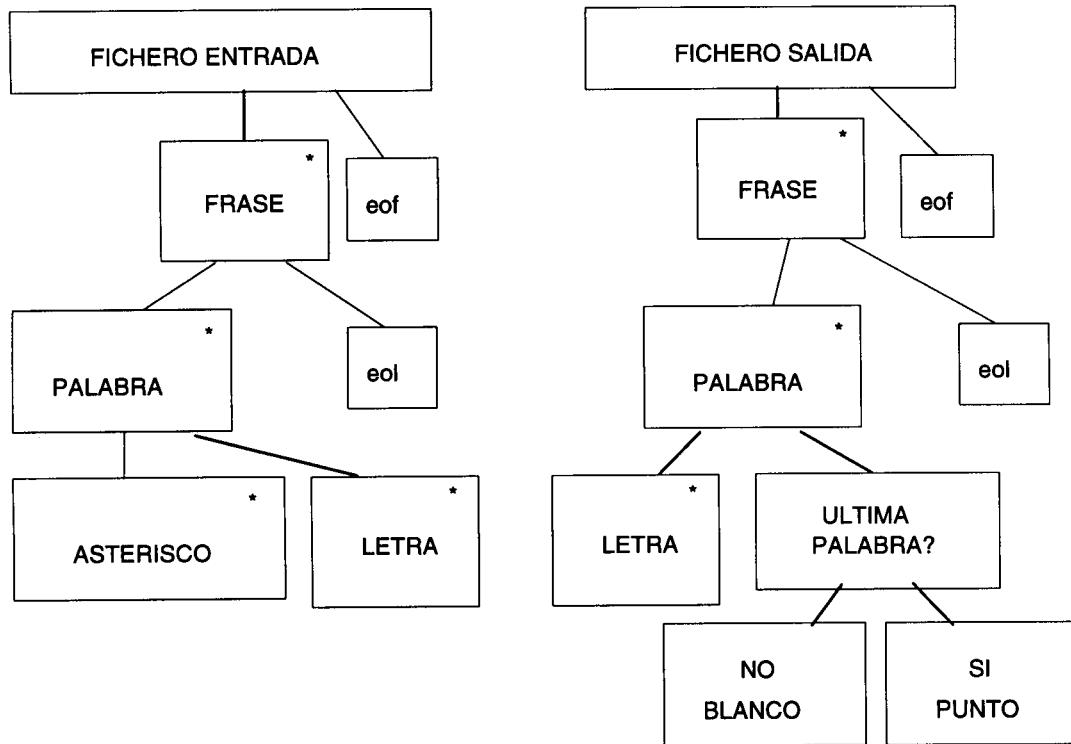 FICHERO ENTRADA
*
FRASE
eof
*
PALABRA
eol
*
ASTERISCO
*
LETRA
FICHERO SALIDA
*
FRASE
eof
*
PALABRA
eol
*
LETRA
ULTIMA
PALABRA?
NO
BLANCO
SI
PUNTO